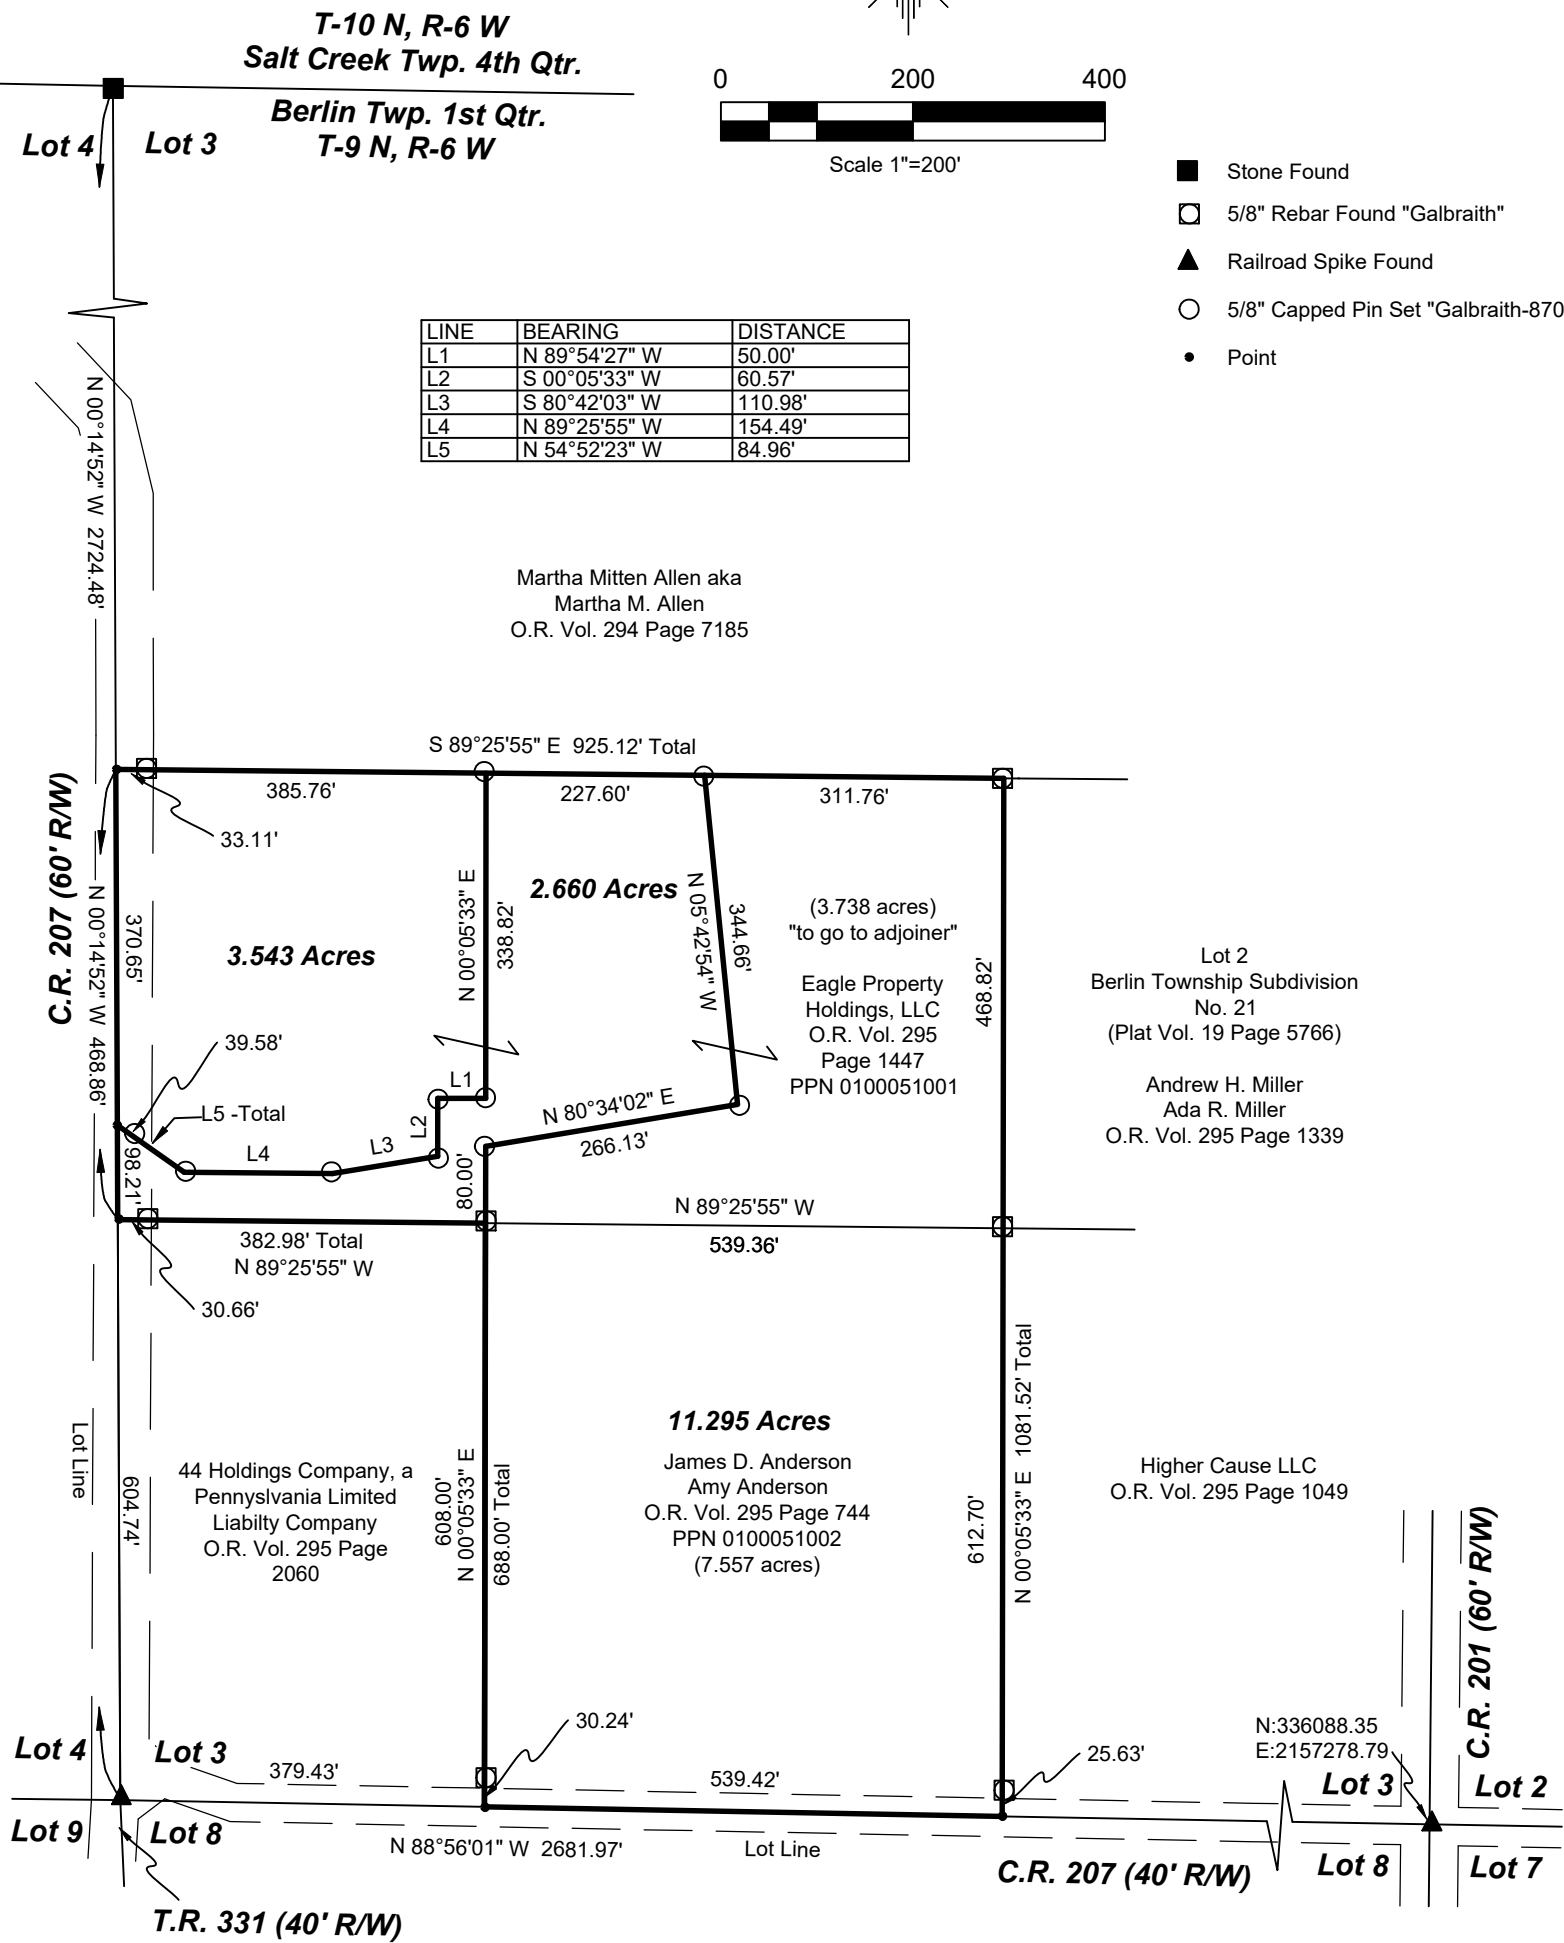 T-10 N, R-6 W
Salt Creek Twp. 4th Qtr.
Berlin Twp. 1st Qtr.
T-9 N, R-6 W
Lot 4
Lot 3
0 200 400
Scale 1"=200'
Stone Found
5/8" Rebar Found "Galbraith"
Railroad Spike Found
5/8" Capped Pin Set "Galbraith-870
Point
LINE BEARING DISTANCE
L1 N 89°54'27" W 50.00'
L2 S 00°05'33" W 60.57'
L3 S 80°42'03" W 110.98'
L4 N 89°25'55" W 154.49'
L5 N 54°52'23" W 84.96'
N 00°14'52" W 2724.48'
Martha Mitten Allen aka
Martha M. Allen
O.R. Vol. 294 Page 7185
S 89°25'55" E 925.12' Total
385.76'
227.60'
311.76'
33.11'
C.R. 207 (60' R/W)
N 00°14'52" W 468.86'
370.65'
3.543 Acres
N 00°05'33" E
338.82'
2.660 Acres
N 05°42'54" W
344.66'
(3.738 acres)
"to go to adjoiner"
Eagle Property
Holdings, LLC
O.R. Vol. 295
Page 1447
PPN 0100051001
468.82'
Lot 2
Berlin Township Subdivision
No. 21
(Plat Vol. 19 Page 5766)
Andrew H. Miller
Ada R. Miller
O.R. Vol. 295 Page 1339
39.58'
L5 -Total
L1
L2
L3
L4
98.21'
80.00'
N 80°34'02" E
266.13'
N 89°25'55" W
539.36'
382.98' Total
N 89°25'55" W
30.66'
Lot Line
604.74'
44 Holdings Company, a
Pennyslvania Limited
Liabilty Company
O.R. Vol. 295 Page
2060
608.00'
N 00°05'33" E
688.00' Total
11.295 Acres
James D. Anderson
Amy Anderson
O.R. Vol. 295 Page 744
PPN 0100051002
(7.557 acres)
612.70'
N 00°05'33" E 1081.52' Total
Higher Cause LLC
O.R. Vol. 295 Page 1049
C.R. 201 (60' R/W)
30.24'
25.63'
N:336088.35
E:2157278.79
Lot 4
Lot 3
379.43'
539.42'
Lot 3
Lot 2
Lot 9
Lot 8
N 88°56'01" W 2681.97'
Lot Line
C.R. 207 (40' R/W)
Lot 8
Lot 7
T.R. 331 (40' R/W)